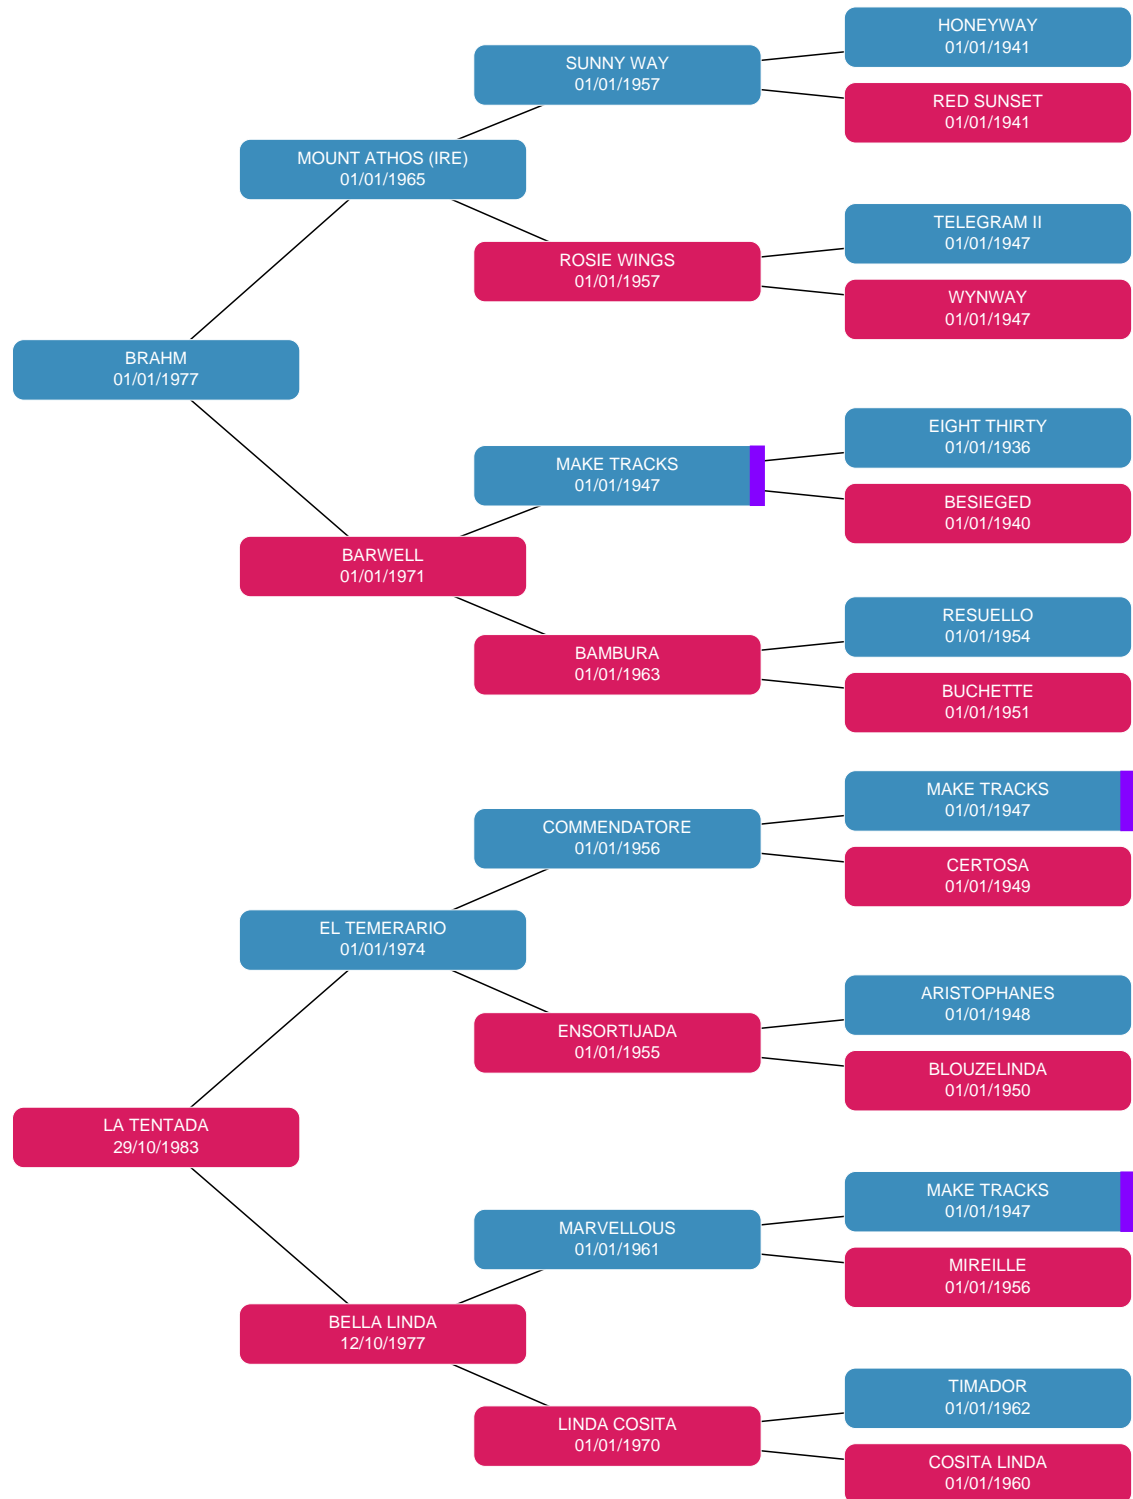 HONEYWAY
01/01/1941
SUNNY WAY
01/01/1957
RED SUNSET
01/01/1941
MOUNT ATHOS (IRE)
01/01/1965
TELEGRAM II
01/01/1947
ROSIE WINGS
01/01/1957
WYNWAY
01/01/1947
BRAHM
01/01/1977
EIGHT THIRTY
01/01/1936
MAKE TRACKS
01/01/1947
BESIEGED
01/01/1940
BARWELL
01/01/1971
RESUELLO
01/01/1954
BAMBURA
01/01/1963
BUCHETTE
01/01/1951
MAKE TRACKS
01/01/1947
COMMENDATORE
01/01/1956
CERTOSA
01/01/1949
EL TEMERARIO
01/01/1974
ARISTOPHANES
01/01/1948
ENSORTIJADA
01/01/1955
BLOUZELINDA
01/01/1950
LA TENTADA
29/10/1983
MAKE TRACKS
01/01/1947
MARVELLOUS
01/01/1961
MIREILLE
01/01/1956
BELLA LINDA
12/10/1977
TIMADOR
01/01/1962
LINDA COSITA
01/01/1970
COSITA LINDA
01/01/1960